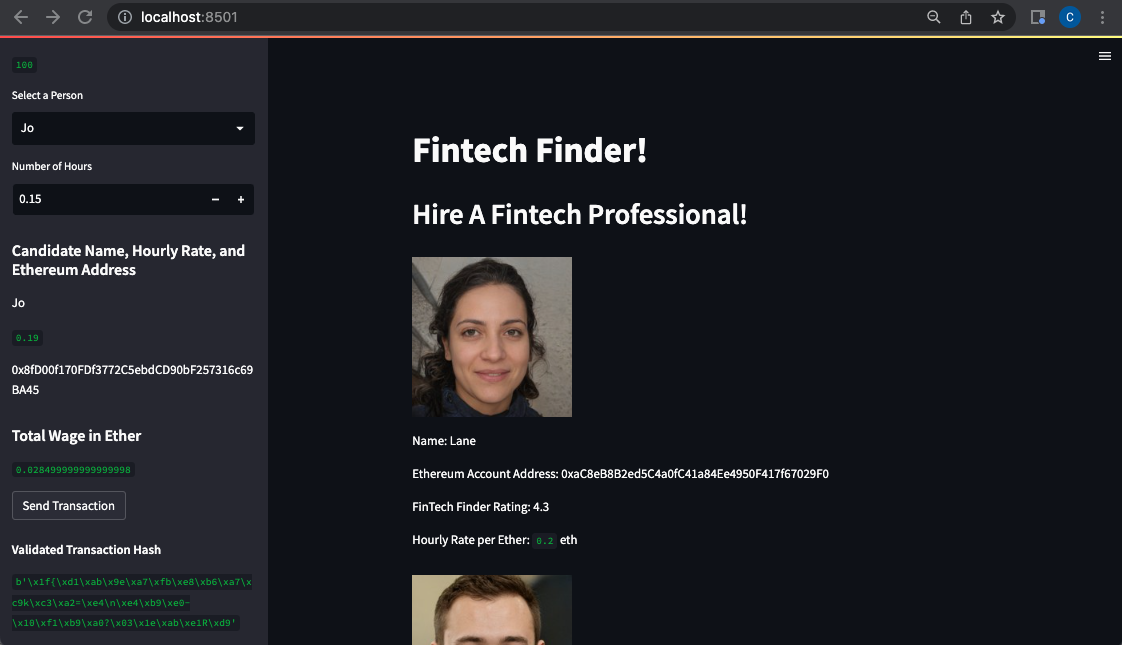 localhost:8501
C
100
Select a Person
Jo
Number of Hours
0.15
Candidate Name, Hourly Rate, and
Ethereum Address
Jo
0.19
0x8fD00f170FDf3772C5ebdCD90bF257316c69
BA45
Total Wage in Ether
0.028499999999999998
Send Transaction
Validated Transaction Hash
b'\x1f{\xd1\xab\x9e\xa7\xfb\xe8\xb6\xa7\x
c9k\xc3\xa2=\xe4\n\xe4\xb9\xe0~
\x10\xf1\xb9\xa0?\x03\x1e\xab\xe1R\xd9'
Fintech Finder!
Hire A Fintech Professional!
Name: Lane
Ethereum Account Address: 0xaC8eB8B2ed5C4a0fC41a84Ee4950F417f67029F0
FinTech Finder Rating: 4.3
Hourly Rate per Ether: 0.2 eth